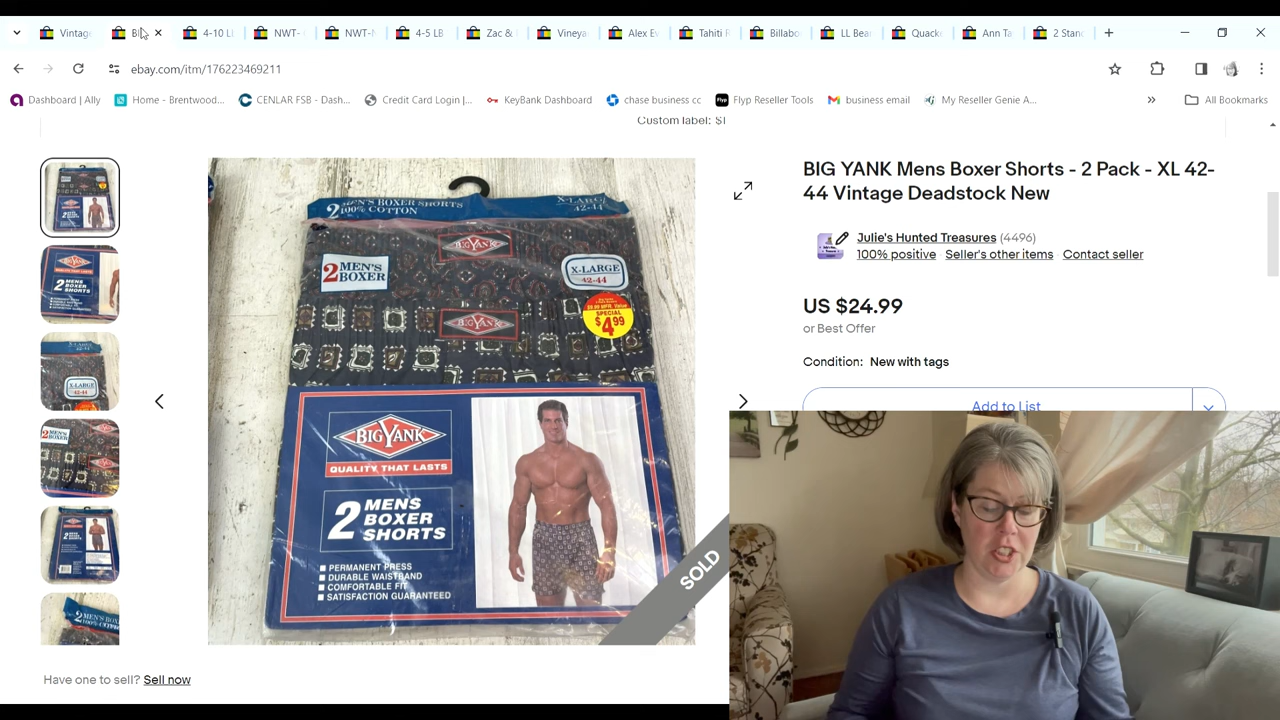 Vintag
Bi
4-10 L
NWT-
NWT-
4-5 LB
Zac &
Vineya
Alex Ev
Tahiti R
Billabo
LL Bea
Quack
Ann Ta
2 Stand
ebay.com/itm/176223469211
Dashboard | Ally
Home - Brentwood...
CENLAR FSB - Dash...
Credit Card Login |...
KeyBank Dashboard
chase business cc
Flyp
Flyp Reseller Tools
business email
My Reseller Genie A...
All Bookmarks
Custom label: ST
BIG YANK Mens Boxer Shorts - 2 Pack - XL 42-
44 Vintage Deadstock New
Julie's Hunted Treasures (4496)
100% positive Seller's other items Contact seller
US $24.99
or Best Offer
Condition: New with tags
Add to List
2 MEN'S BOXER SHORTS
100% COTTON
X-LARGE
42-44
BIG YANK
2 MEN'S
BOXER
X-LARGE
42-44
SPECIAL
$4.99
BIG YANK
BIG YANK
QUALITY THAT LASTS
2 MENS
BOXER
SHORTS
PERMANENT PRESS
DURABLE WAISTBAND
COMFORTABLE FIT
SATISFACTION GUARANTEED
SOLD
Have one to sell? Sell now